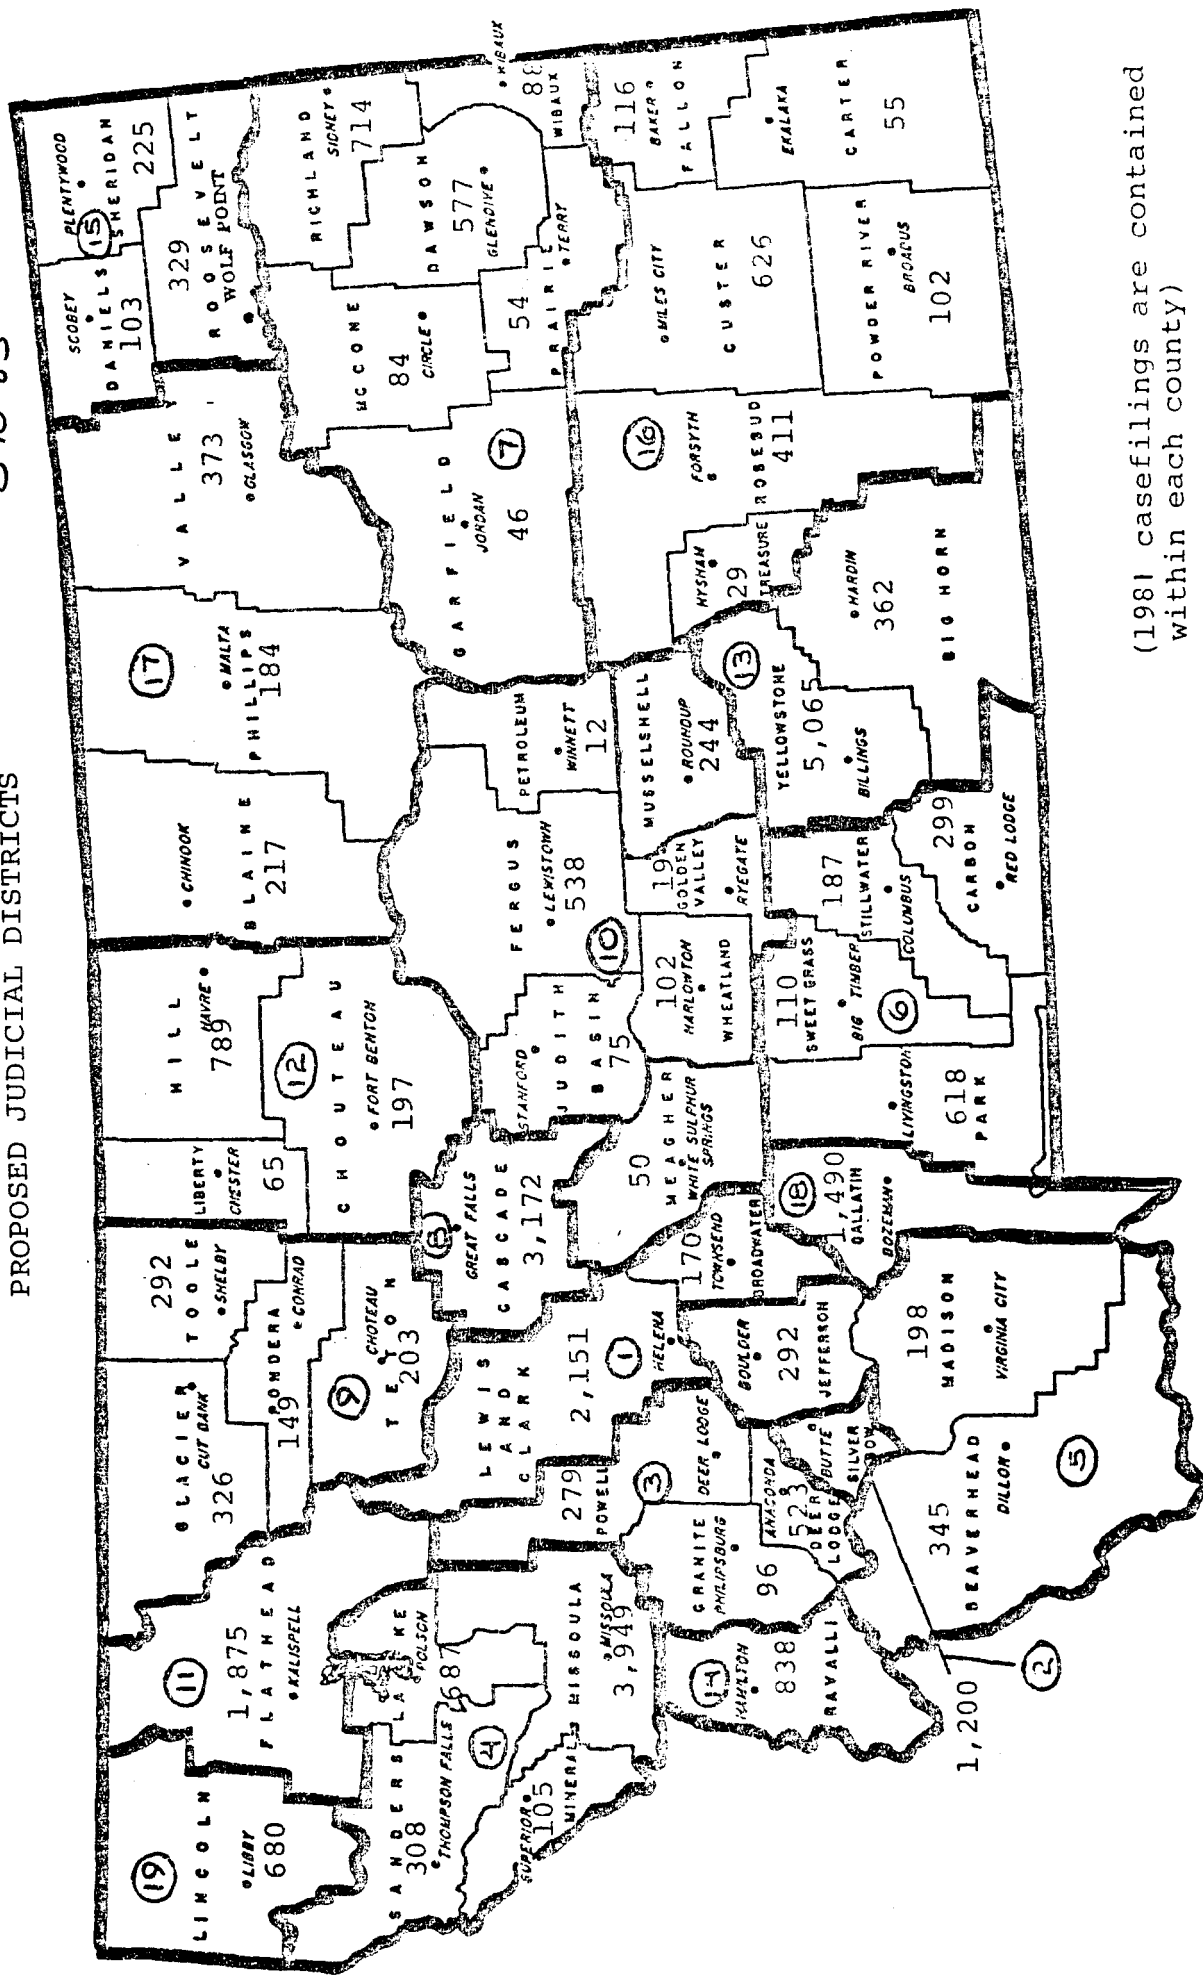 PROPOSED JUDICIAL DISTRICTS
19
LINCOLN
LIBBY
680
11
1,875
FLATHEAD
KALISPELL
GLACIER
CUT BANK
326
292
TOOLE
SHELBY
PONDERA
149
CONRAD
9
CHOTEAU
TETON
203
LIBERTY
CHESTER
65
HILL
HAVRE
789
12
CHOUTEAU
FORT BENTON
197
CHINOOK
BLAINE
217
17
MALTA
PHILLIPS
184
VALLEY
373
GLASGOW
SCOBEY
DANIELS
103
15
PLENTYWOOD
SHERIDAN
225
329
ROOSEVELT
WOLF POINT
SANDERS
308
THOMPSON FALLS
LAKE
POLSON
687
4
SUPERIOR
105
MINERAL
MISSOULA
MISSOULA
3,949
279
POWELL
DEER LODGE
3
LEWIS
AND
CLARK
2,151
1
HELENA
8
GREAT FALLS
CASCADE
3,172
50
MEAGHER
WHITE SULPHUR
SPRINGS
STANFORD
JUDITH
BASIN
75
10
FERGUS
LEWISTOWN
538
PETROLEUM
WINNETT
12
GARFIELD
JORDAN
46
7
MCCONE
84
CIRCLE
RICHLAND
SIDNEY
714
DAWSON
577
GLENDIVE
54
PRAIRIE
TERRY
WIBAUX
88
WIBAUX
14
HAMILTON
838
RAVALLI
GRANITE
PHILIPSBURG
96
ANACONDA
523
DEER
LODGE
BUTTE
SILVER
BOW
BOULDER
292
JEFFERSON
170
TOWNSEND
BROADWATER
18
1,490
GALLATIN
BOZEMAN
102
HARLOWTON
WHEATLAND
19
GOLDEN
VALLEY
RYEGATE
MUSSELSHELL
ROUNDUP
244
13
YELLOWSTONE
5,065
BILLINGS
HYSHAM
29
TREASURE
16
FORSYTH
ROSEBUD
411
MILES CITY
CUSTER
626
116
BAKER
FALLON
EKALAKA
CARTER
55
POWDER RIVER
BROADUS
102
HARDIN
362
BIG HORN
LIVINGSTON
618
PARK
110
SWEET GRASS
BIG TIMBER
6
187
STILLWATER
COLUMBUS
299
CARBON
RED LODGE
198
MADISON
VIRGINIA CITY
345
BEAVERHEAD
DILLON
5
1,200
2
(1981 casefilings are contained
within each county)